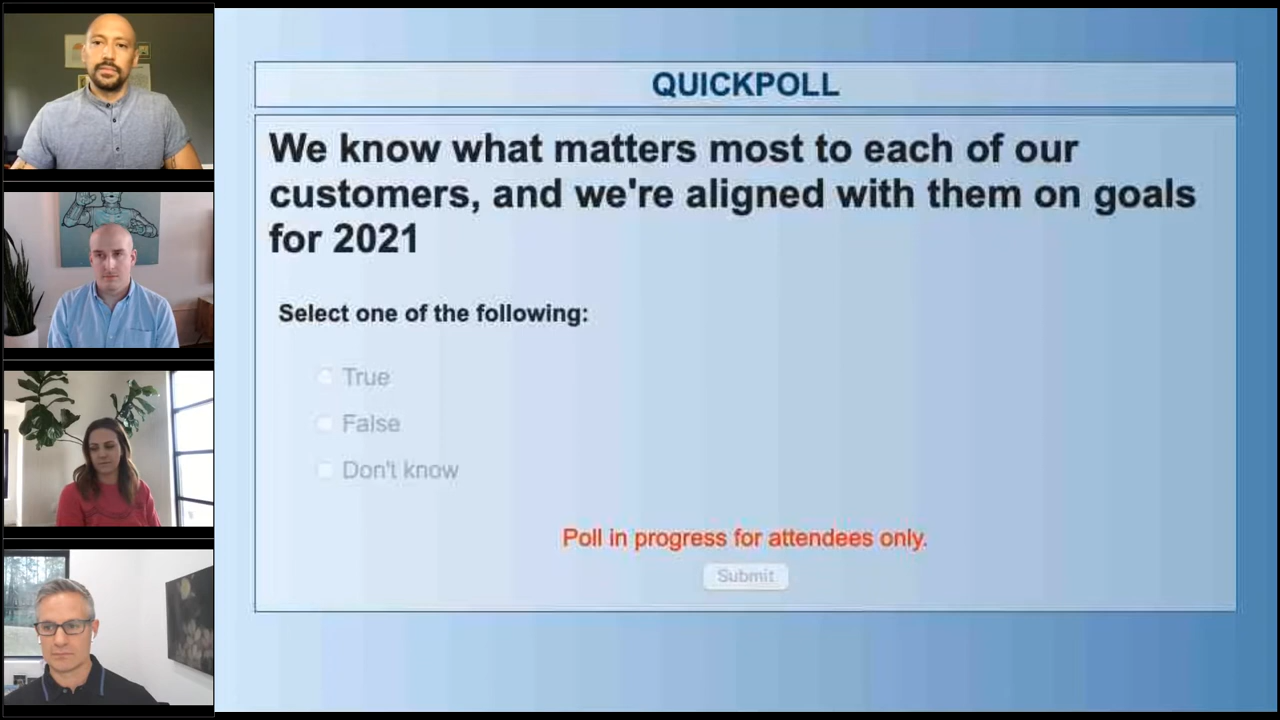 QUICKPOLL
We know what matters most to each of our
customers, and we're aligned with them on goals
for 2021
Select one of the following:
True
False
Don't know
Poll in progress for attendees only.
Submit